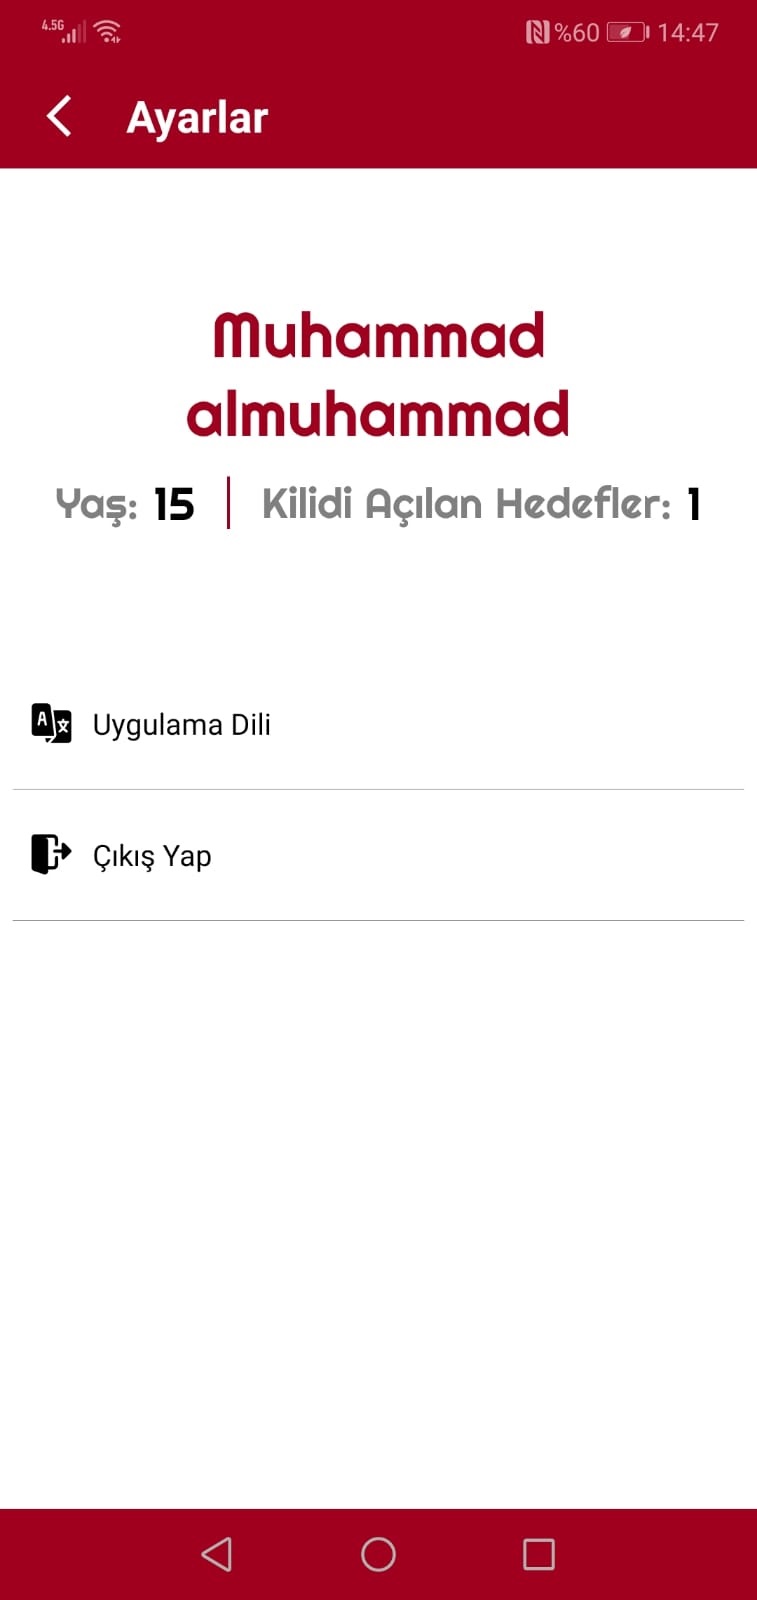 4.5G %60 14:47
Ayarlar
Muhammad
almuhammad
Yaş: 15 Kilidi Açılan Hedefler: 1
Uygulama Dili
Çıkış Yap